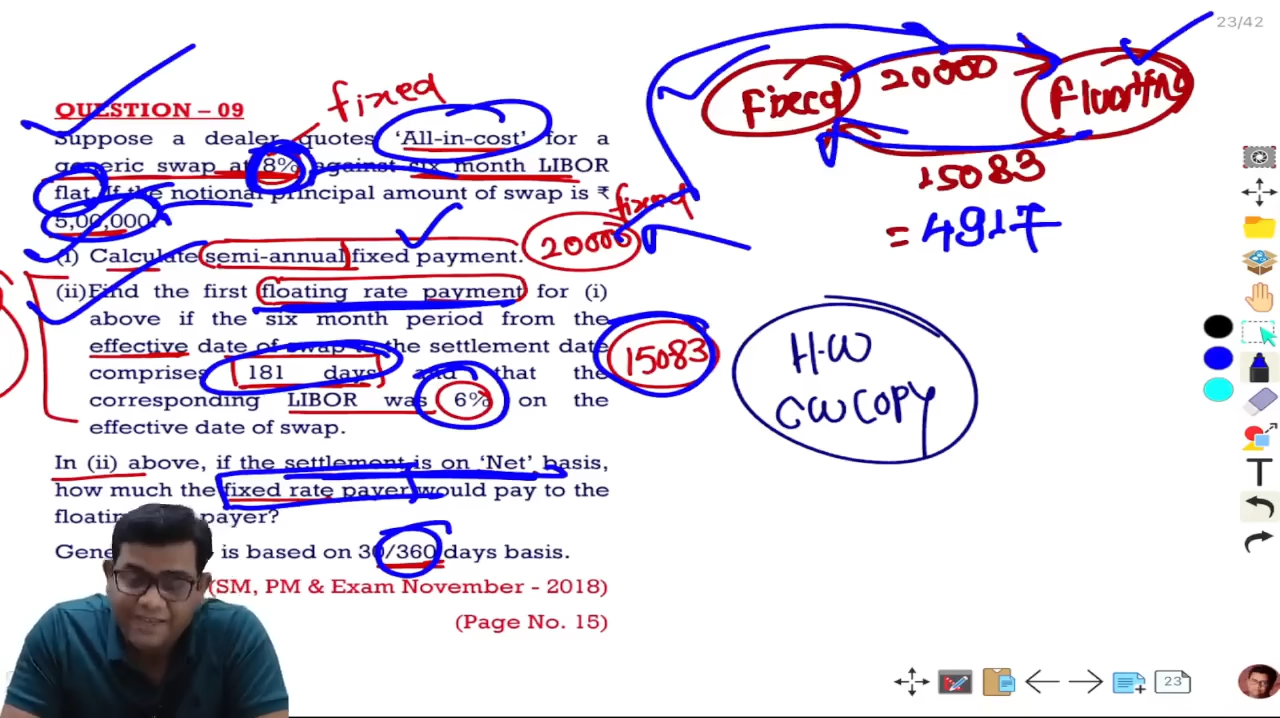 23/42
QUESTION – 09
fixed
Suppose a dealer quotes 'All-in-cost' for a
generic swap at 8% against six month LIBOR
flat. If the notional principal amount of swap is ₹
5,00,000.
(i) Calculate semi-annual fixed payment.
20000 fixed
(ii) Find the first floating rate payment for (i)
above if the six month period from the
effective date of swap to the settlement date
comprises 181 days and that the
15083
corresponding LIBOR was 6% on the
effective date of swap.
In (ii) above, if the settlement is on 'Net' basis,
how much the fixed rate payer would pay to the
floating payer?
is based on 30/360 days basis.
(SM, PM & Exam November - 2018)
(Page No. 15)
Fixed 20000 Fluoting
15083
= 4917
H.W
CW COPY
T
23